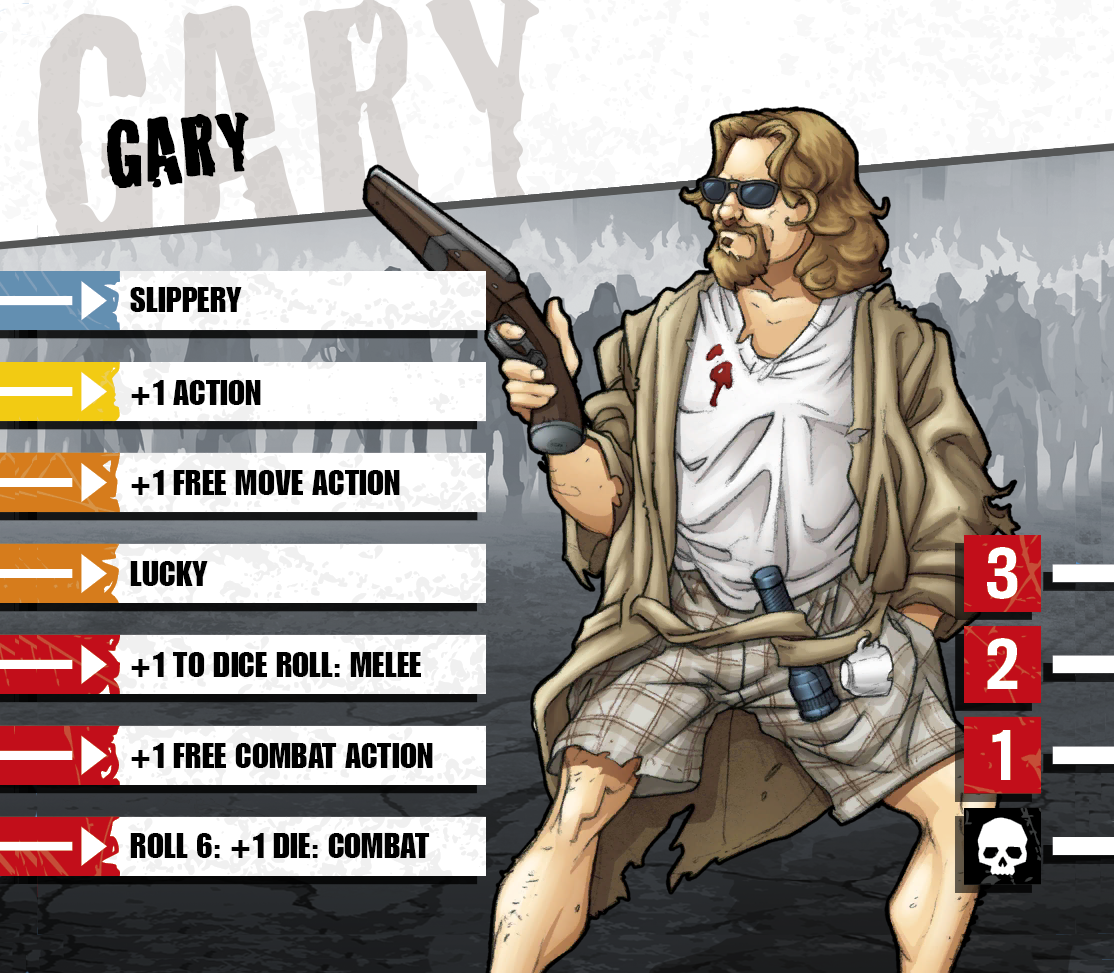 GARY
GARY
SLIPPERY
+1 ACTION
+1 FREE MOVE ACTION
LUCKY
+1 TO DICE ROLL: MELEE
+1 FREE COMBAT ACTION
ROLL 6: +1 DIE: COMBAT
3
2
1